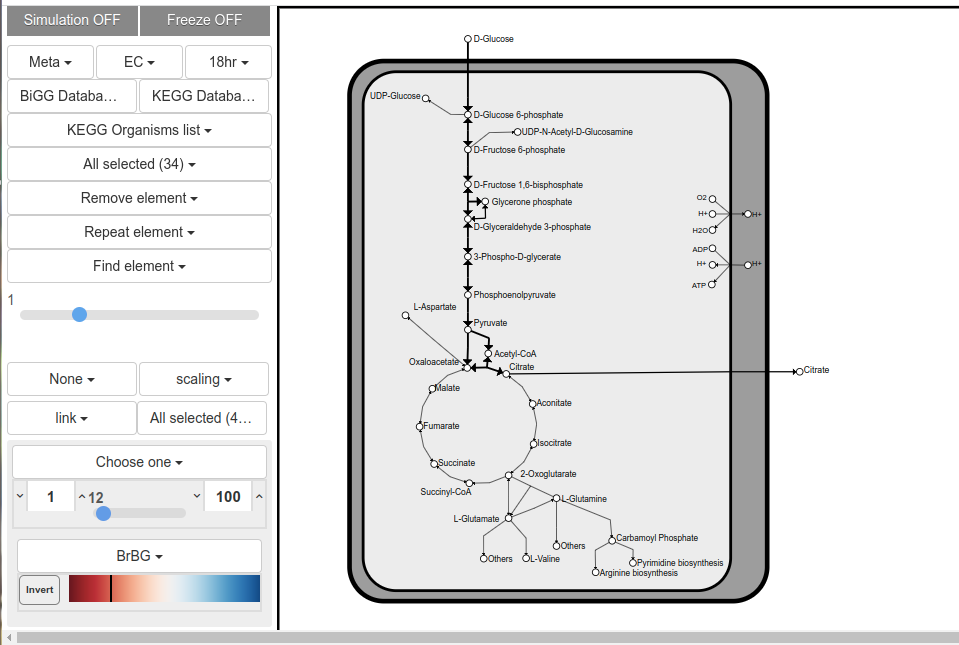 Simulation OFF
Freeze OFF
Meta
EC
18hr
BiGG Databa…
KEGG Databa…
KEGG Organisms list
All selected (34)
Remove element
Repeat element
Find element
1
None
scaling
link
All selected (4…
Choose one
1
12
100
BrBG
Invert
D-Glucose
UDP-Glucose
D-Glucose 6-phosphate
UDP-N-Acetyl-D-Glucosamine
D-Fructose 6-phosphate
D-Fructose 1,6-bisphosphate
Glycerone phosphate
D-Glyceraldehyde 3-phosphate
3-Phospho-D-glycerate
Phosphoenolpyruvate
L-Aspartate
Pyruvate
Acetyl-CoA
Oxaloacetate
Citrate
Citrate
Malate
Aconitate
Fumarate
Isocitrate
Succinate
2-Oxoglutarate
Succinyl-CoA
L-Glutamine
L-Glutamate
Carbamoyl Phosphate
Others
Others
L-Valine
Pyrimidine biosynthesis
Arginine biosynthesis
O2
H+
H+
H2O
ADP
H+
H+
ATP